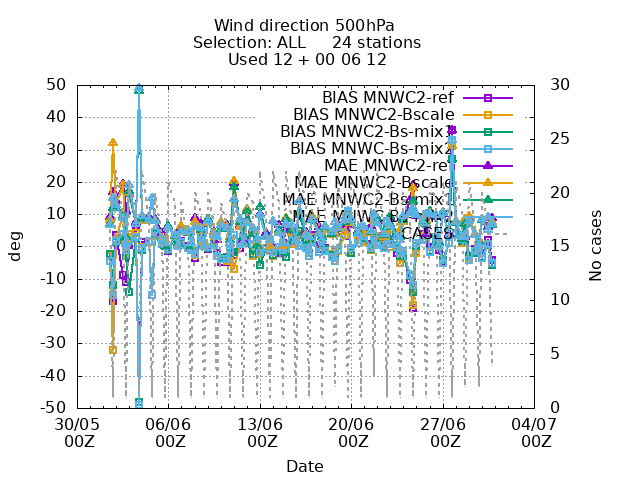 Wind direction 500hPa
Selection: ALL 24 stations
Used 12 + 00 06 12
50
40
30
20
10
0
-10
-20
-30
-40
-50
deg
30
25
20
15
10
5
0
No cases
BIAS MNWC2-ref
BIAS MNWC2-Bscale
BIAS MNWC2-Bs-mix1
BIAS MNWC-Bs-mix2
MAE MNWC2-ref
MAE MNWC2-Bscale
MAE MNWC2-Bs-mix1
MAE MNWC-Bs-mix2
CASES
30/05 06/06 13/06 20/06 27/06 04/07
00Z 00Z 00Z 00Z 00Z 00Z
Date